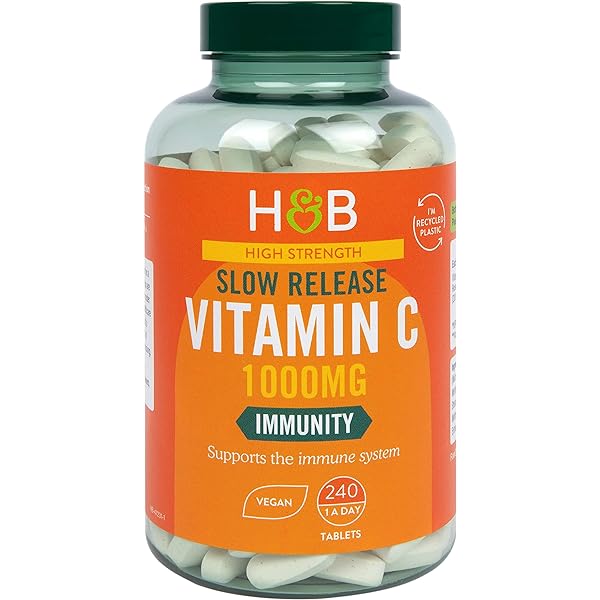 H&B
HIGH STRENGTH
SLOW RELEASE
VITAMIN C
1000MG
IMMUNITY
Supports the immune system
VEGAN
240
1 A DAY
TABLETS
I'M
RECYCLED
PLASTIC